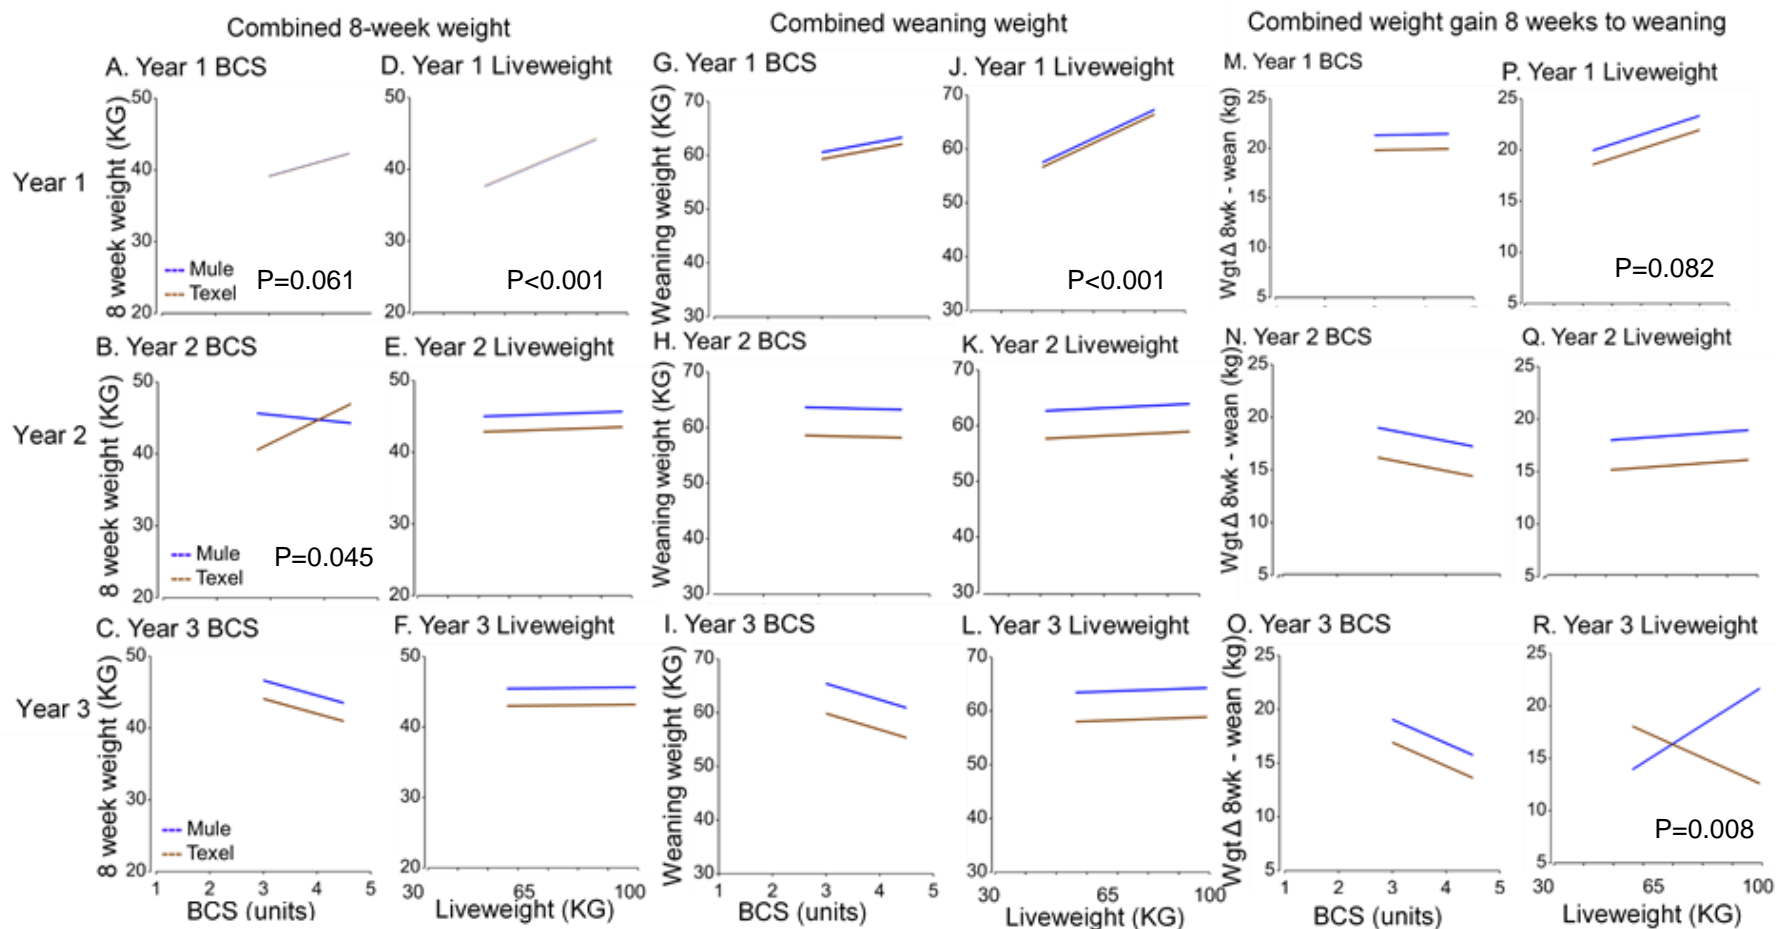 Combined 8-week weight
Combined weaning weight
Combined weight gain 8 weeks to weaning
Year 1
A. Year 1 BCS
8 week weight (KG)
50
40
30
20
Mule
Texel
P=0.061
D. Year 1 Liveweight
50
40
30
20
P<0.001
G. Year 1 BCS
Weaning weight (KG)
70
60
50
40
30
J. Year 1 Liveweight
70
60
50
40
30
P<0.001
M. Year 1 BCS
Wgt Δ 8wk - wean (kg)
25
20
15
10
5
P. Year 1 Liveweight
25
20
15
10
5
P=0.082
Year 2
B. Year 2 BCS
8 week weight (KG)
50
40
30
20
Mule
Texel
P=0.045
E. Year 2 Liveweight
50
40
30
20
H. Year 2 BCS
Weaning weight (KG)
70
60
50
40
30
K. Year 2 Liveweight
70
60
50
40
30
N. Year 2 BCS
Wgt Δ 8wk - wean (kg)
25
20
15
10
5
Q. Year 2 Liveweight
25
20
15
10
5
Year 3
C. Year 3 BCS
8 week weight (KG)
50
40
30
20
Mule
Texel
1 2 3 4 5
BCS (units)
F. Year 3 Liveweight
50
40
30
20
30 65 100
Liveweight (KG)
I. Year 3 BCS
Weaning weight (KG)
70
60
50
40
30
1 2 3 4 5
BCS (units)
L. Year 3 Liveweight
70
60
50
40
30
30 65 100
Liveweight (KG)
O. Year 3 BCS
Wgt Δ 8wk - wean (kg)
25
20
15
10
5
1 2 3 4 5
BCS (units)
R. Year 3 Liveweight
25
20
15
10
5
P=0.008
30 65 100
Liveweight (KG)